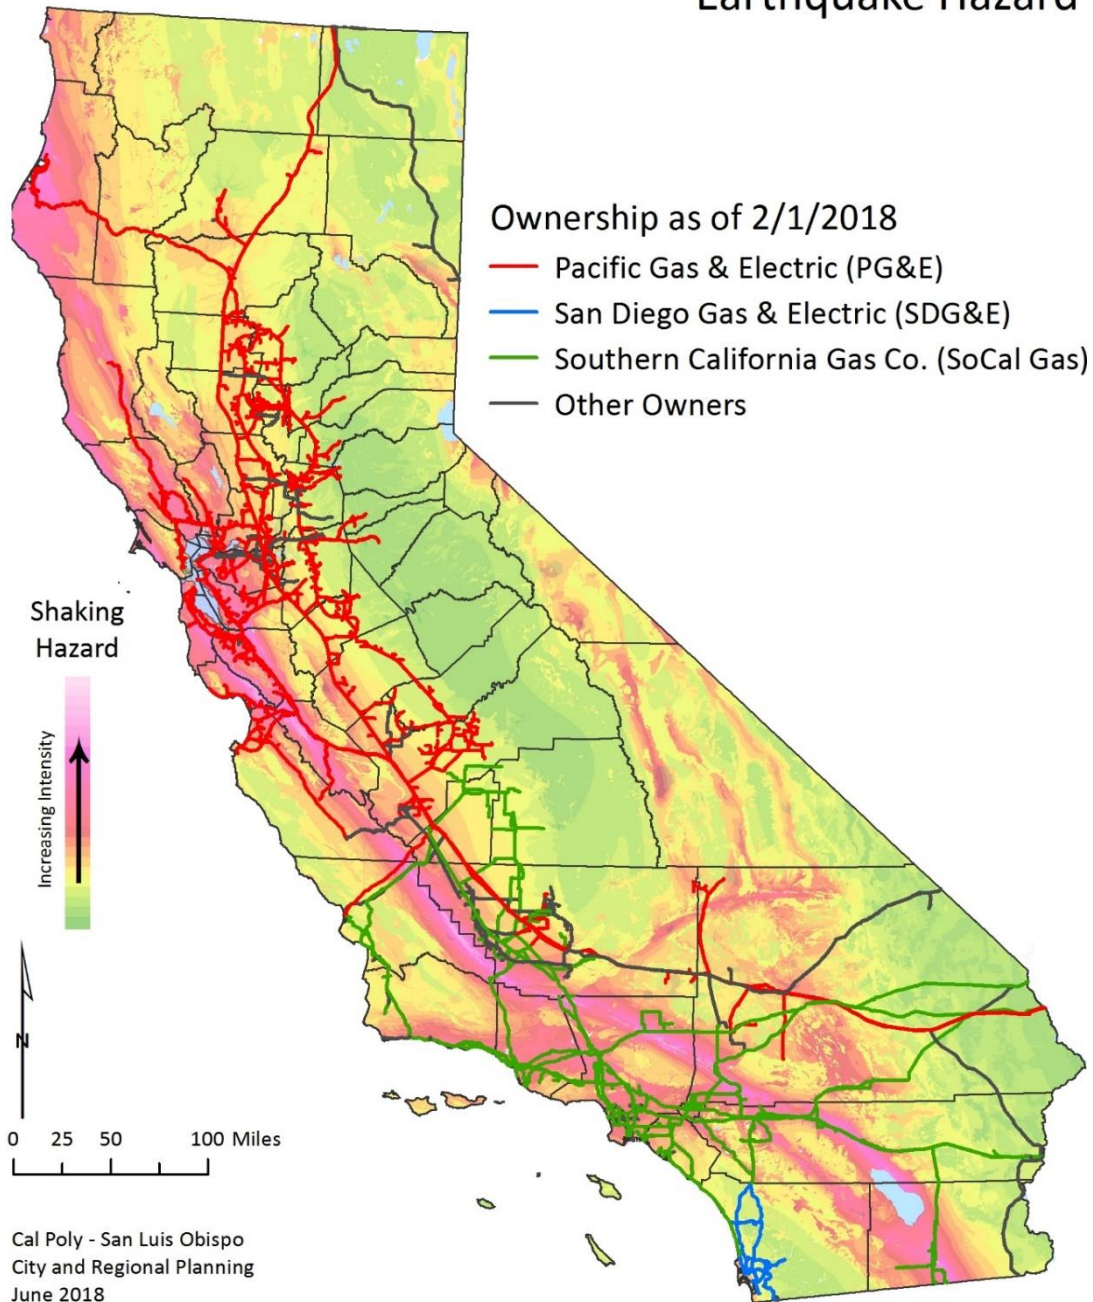 Earthquake Hazard
Ownership as of 2/1/2018
Pacific Gas & Electric (PG&E)
San Diego Gas & Electric (SDG&E)
Southern California Gas Co. (SoCal Gas)
Other Owners
Shaking
Hazard
Increasing Intensity
N
0 25 50 100 Miles
Cal Poly - San Luis Obispo
City and Regional Planning
June 2018